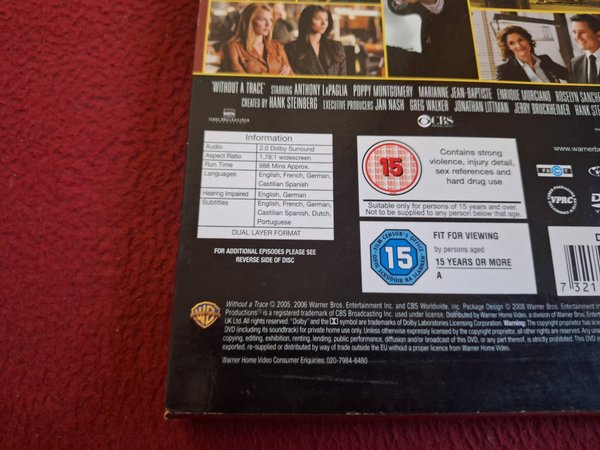 "WITHOUT A TRACE" STARRING ANTHONY LaPAGLIA POPPY MONTGOMERY MARIANNE JEAN-BAPTISTE ENRIQUE MURCIANO ROSELYN SANCH
CREATED BY HANK STEINBERG EXECUTIVE PRODUCERS JAN NASH GREG WALKER JONATHAN LITTMAN JERRY BRUCKHEIMER HANK STE
CBS
Information
Audio 2.0 Dolby Surround
Aspect Ratio 1.78:1 widescreen
Run Time 988 Mins Approx.
Languages English, French, German,
Castilian Spanish
Hearing Impaired English, German
Subtitles English, French, German,
Castilian Spanish, Dutch,
Portuguese
DUAL LAYER FORMAT
FOR ADDITIONAL EPISODES PLEASE SEE
REVERSE SIDE OF DISC
15
Contains strong
violence, injury detail,
sex references and
hard drug use
Suitable only for persons of 15 years and over.
Not to be supplied to any person below that age.
15
FIT FOR VIEWING
by persons aged
15 YEARS OR MORE
A
www.warnerb
VPRC
7 321
WB
Without a Trace © 2005, 2006 Warner Bros. Entertainment Inc. and CBS Worldwide, Inc. Package Design © 2008 Warner Bros. Entertainment In
Productions® is a registered trademark of CBS Broadcasting Inc. used under license. Distributed by Warner Home Video, a division of Warner
UK Ltd. All rights reserved. "Dolby" and the DD symbol are trademarks of Dolby Laboratories Licensing Corporation. Warning: The copyright proprietor has licen
DVD (including its soundtrack) for private home use only. Unless otherwise expressly licensed by the copyright proprietor, all other rights are reserved. Any unau
copying, editing, exhibition, renting, lending, public performance, diffusion and/or broadcast of this DVD, or any part thereof, is strictly prohibited. This DVD
exported, re-supplied or distributed by way of trade outside the EU without a proper licence from Warner Home Video.
Warner Home Video Consumer Enquiries: 020-7984-6480